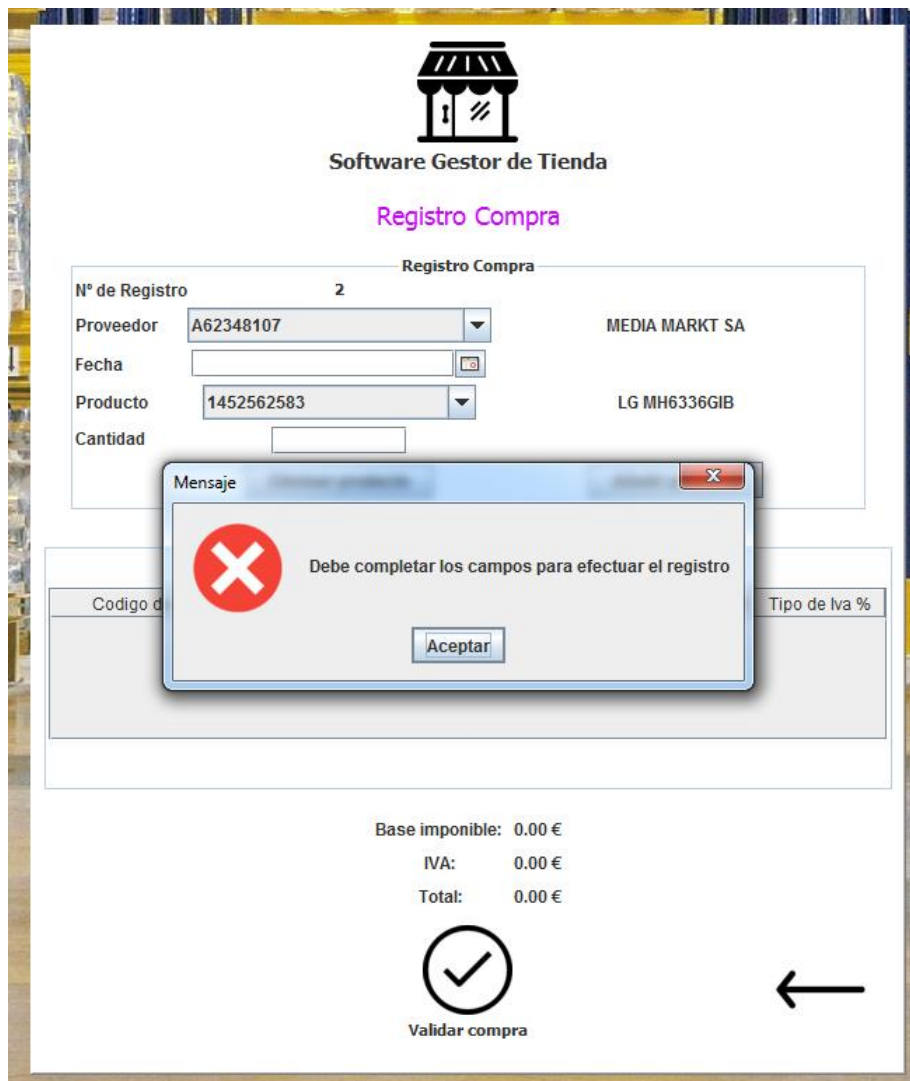 Software Gestor de Tienda
Registro Compra
Registro Compra
Nº de Registro 2
Proveedor A62348107 MEDIA MARKT SA
Fecha
Producto 1452562583 LG MH6336GIB
Cantidad
Mensaje
Debe completar los campos para efectuar el registro
Aceptar
Codigo Tipo de Iva %
Base imponible: 0.00 €
IVA: 0.00 €
Total: 0.00 €
Validar compra